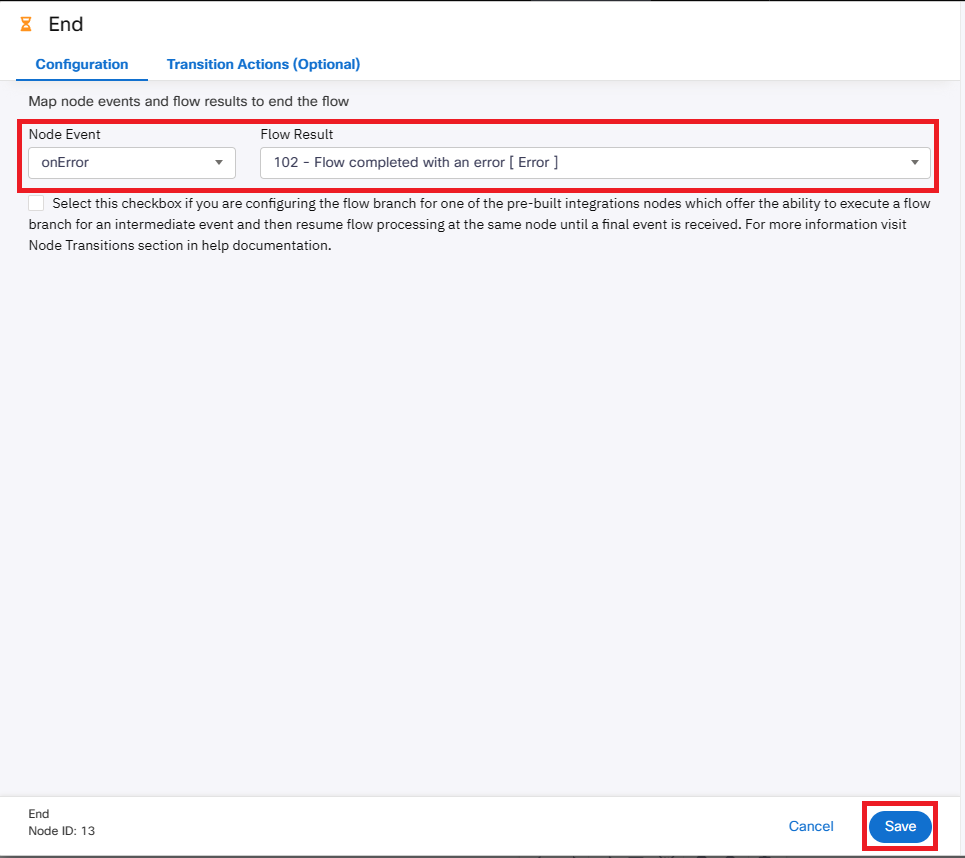 End
Configuration Transition Actions (Optional)
Map node events and flow results to end the flow
Node Event Flow Result
onError 102 - Flow completed with an error [ Error ]
Select this checkbox if you are configuring the flow branch for one of the pre-built integrations nodes which offer the ability to execute a flow
branch for an intermediate event and then resume flow processing at the same node until a final event is received. For more information visit
Node Transitions section in help documentation.
End
Node ID: 13
Cancel Save